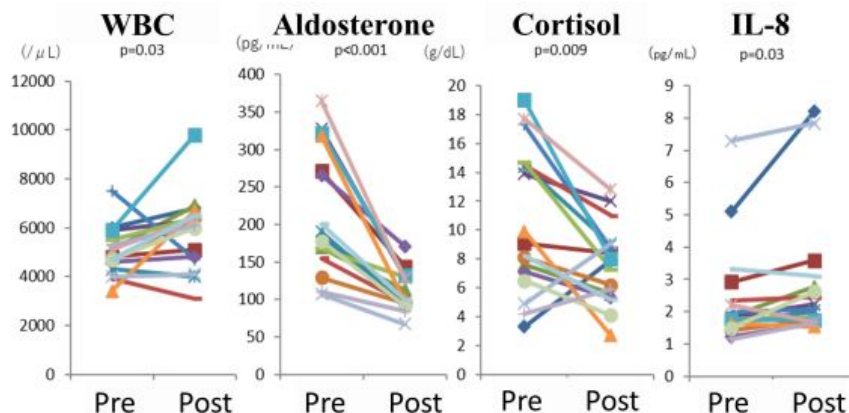 WBC Aldosterone Cortisol IL-8
(/μL) p=0.03 (pg/mL) p<0.001 (g/dL) p=0.009 (pg/mL) p=0.03
12000 400 20 9
10000 350 18 8
8000 300 16 7
6000 250 14 6
4000 200 12 5
2000 150 10 4
0 100 8 3
50 6 2
0 4 1
2 0
0
Pre Post Pre Post Pre Post Pre Post